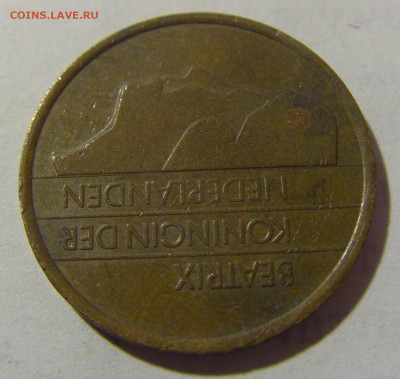 COINS.LAVE.RU
BEATRIX
KONINGIN DER
NEDERLANDEN